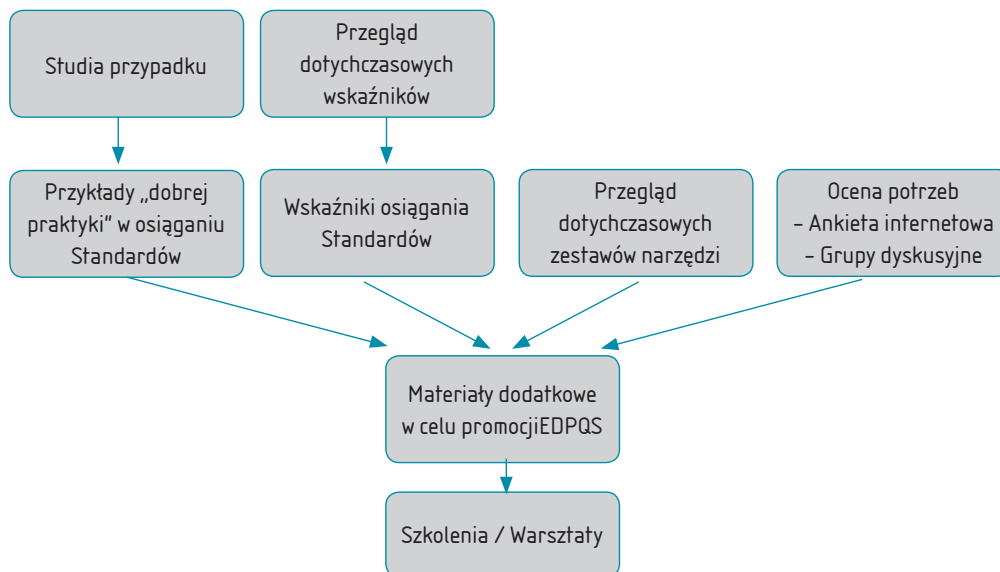 Studia przypadku
Przegląd
dotychczasowych
wskaźników
Przykłady „dobrej
praktyki” w osiąganiu
Standardów
Wskaźniki osiągania
Standardów
Przegląd
dotychczasowych
zestawów narzędzi
Ocena potrzeb
– Ankieta internetowa
– Grupy dyskusyjne
Materiały dodatkowe
w celu promocjiEDPQS
Szkolenia / Warsztaty